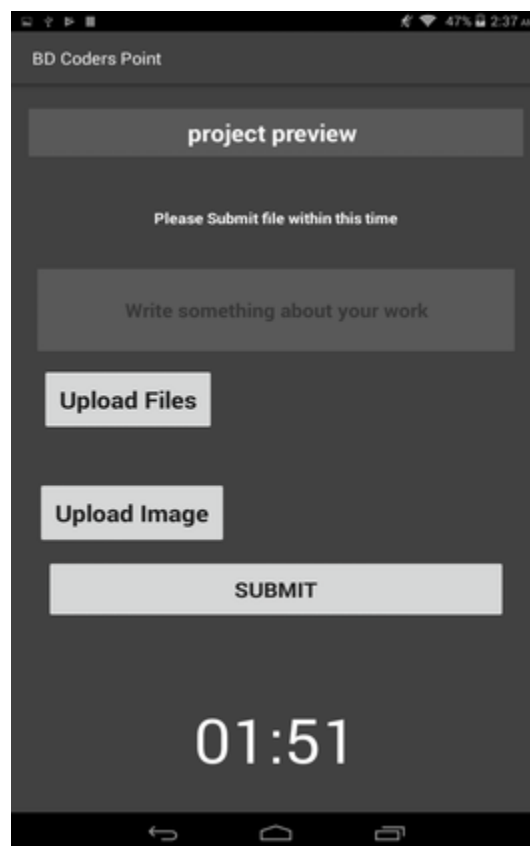 47% 2:37 AM
BD Coders Point
project preview
Please Submit file within this time
Write something about your work
Upload Files
Upload Image
SUBMIT
01:51